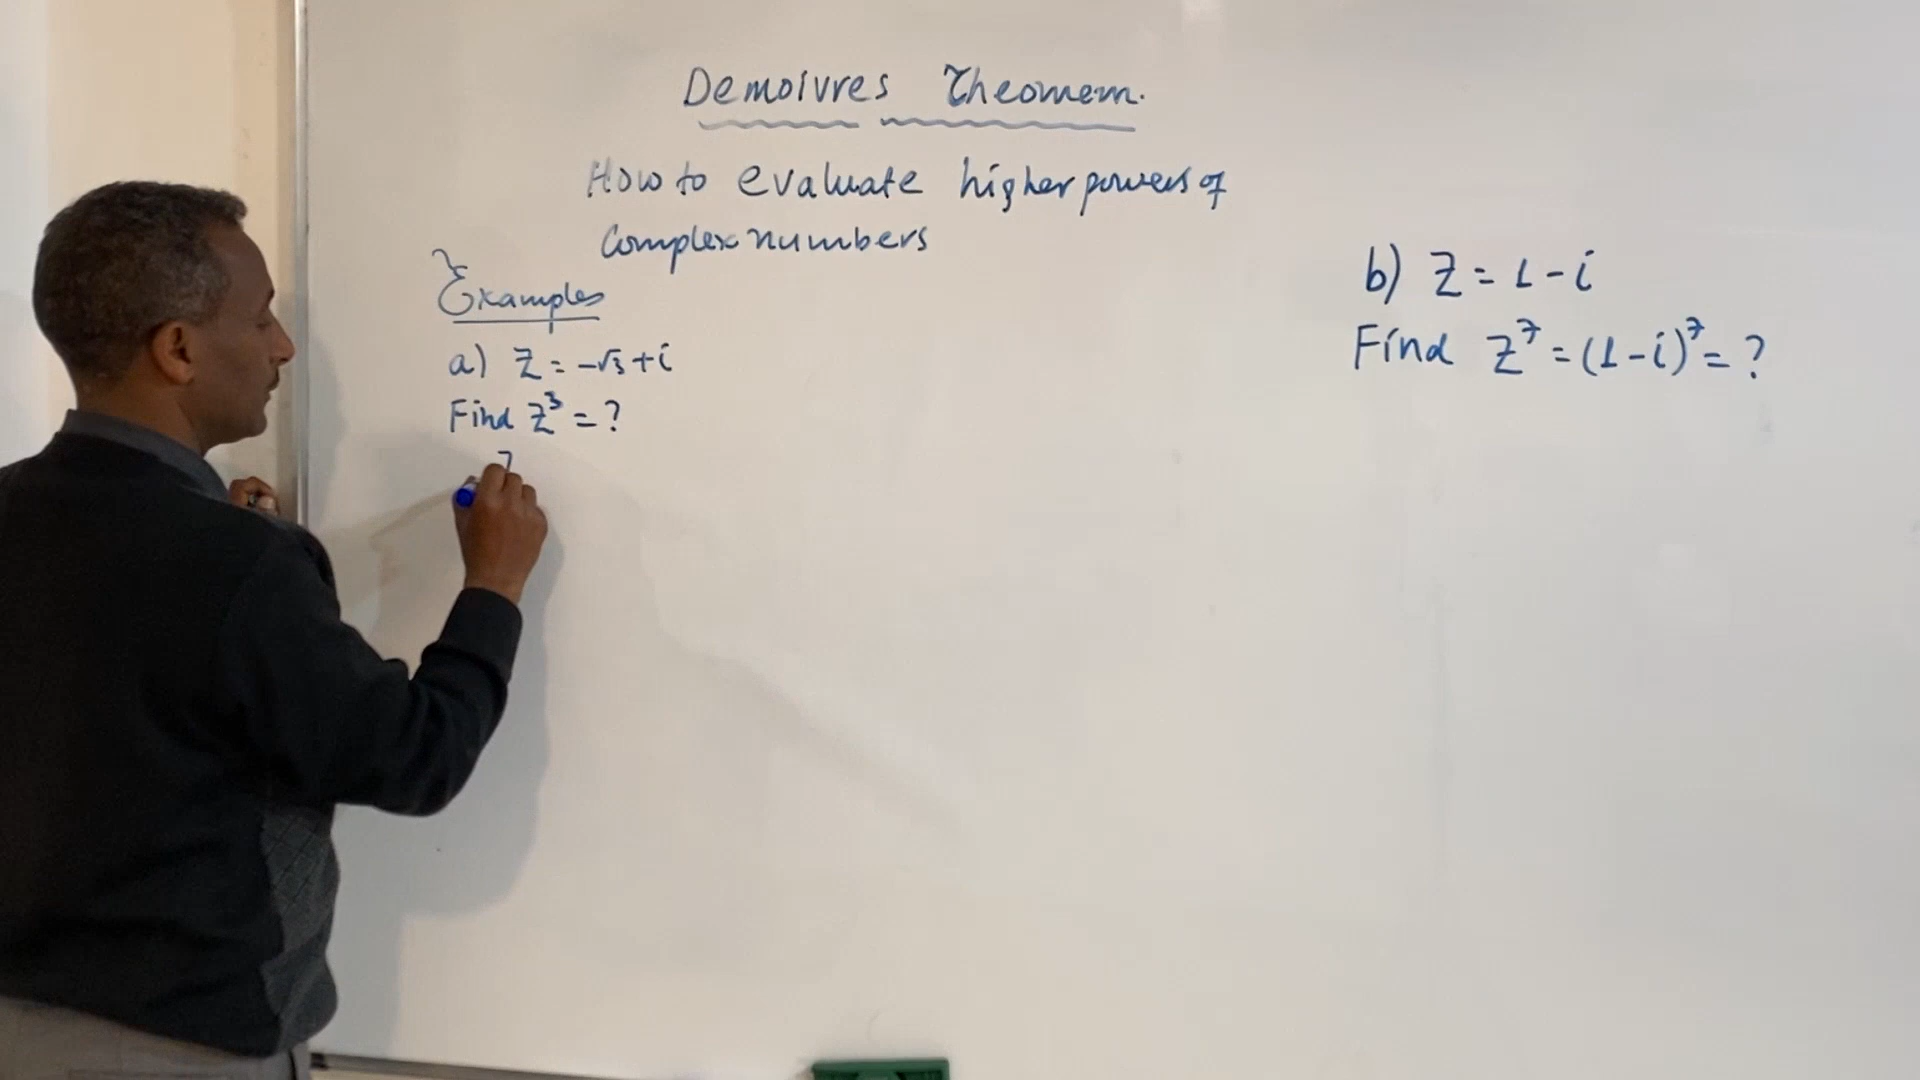 Demoivres Theorem.
How to evaluate higher powers of
Complex numbers
Examples
a) Z = -√3 + i
Find Z³ = ?
Z
b) Z = 1 - i
Find Z⁷ = (1 - i)⁷ = ?